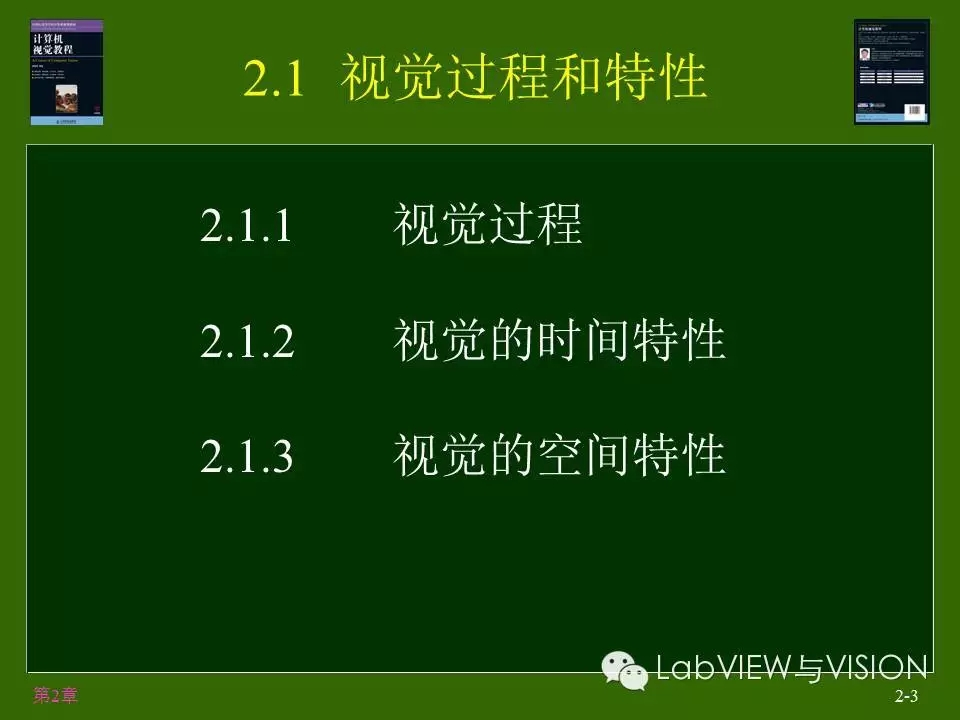 计算机
视觉教程
2.1 视觉过程和特性
2.1.1 视觉过程
2.1.2 视觉的时间特性
2.1.3 视觉的空间特性
LabVIEW与VISION
第2章
2-3